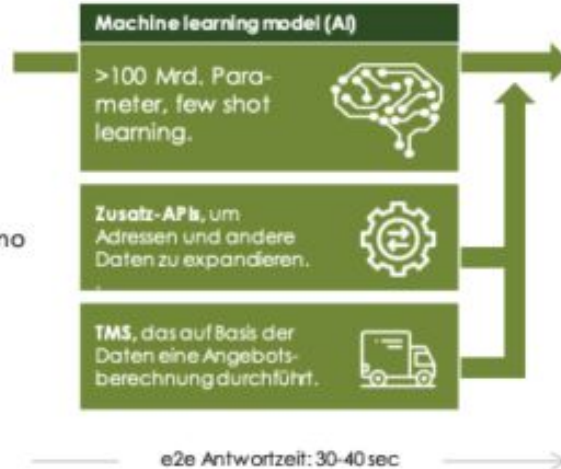 Machine learning model (AI)
>100 Mrd. Para-
meter, few shot
learning.
Zusatz-APIs, um
Adressen und andere
Daten zu expandieren.
.
TMS, das auf Basis der
Daten eine Angebots-
berechnung durchführt.
e2e Antwortzeit: 30-40 sec